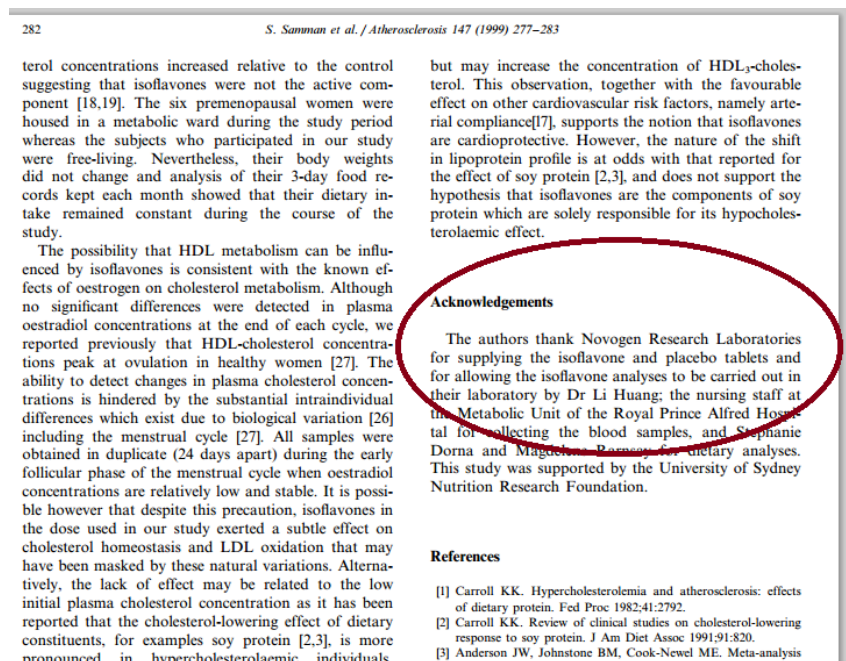 282
S. Samman et al. / Atherosclerosis 147 (1999) 277–283
terol concentrations increased relative to the control
suggesting that isoflavones were not the active com-
ponent [18,19]. The six premenopausal women were
housed in a metabolic ward during the study period
whereas the subjects who participated in our study
were free-living. Nevertheless, their body weights
did not change and analysis of their 3-day food re-
cords kept each month showed that their dietary in-
take remained constant during the course of the
study.
The possibility that HDL metabolism can be influ-
enced by isoflavones is consistent with the known ef-
fects of oestrogen on cholesterol metabolism. Although
no significant differences were detected in plasma
oestradiol concentrations at the end of each cycle, we
reported previously that HDL-cholesterol concentra-
tions peak at ovulation in healthy women [27]. The
ability to detect changes in plasma cholesterol concen-
trations is hindered by the substantial intraindividual
differences which exist due to biological variation [26]
including the menstrual cycle [27]. All samples were
obtained in duplicate (24 days apart) during the early
follicular phase of the menstrual cycle when oestradiol
concentrations are relatively low and stable. It is possi-
ble however that despite this precaution, isoflavones in
the dose used in our study exerted a subtle effect on
cholesterol homeostasis and LDL oxidation that may
have been masked by these natural variations. Alterna-
tively, the lack of effect may be related to the low
initial plasma cholesterol concentration as it has been
reported that the cholesterol-lowering effect of dietary
constituents, for examples soy protein [2,3], is more
pronounced in hypercholesterolaemic individuals.
but may increase the concentration of HDL₃-choles-
terol. This observation, together with the favourable
effect on other cardiovascular risk factors, namely arte-
rial compliance[17], supports the notion that isoflavones
are cardioprotective. However, the nature of the shift
in lipoprotein profile is at odds with that reported for
the effect of soy protein [2,3], and does not support the
hypothesis that isoflavones are the components of soy
protein which are solely responsible for its hypocholes-
terolaemic effect.
Acknowledgements
The authors thank Novogen Research Laboratories
for supplying the isoflavone and placebo tablets and
for allowing the isoflavone analyses to be carried out in
their laboratory by Dr Li Huang; the nursing staff at
the Metabolic Unit of the Royal Prince Alfred Hospi-
tal for collecting the blood samples, and Stephanie
Dorna and Magdelena for dietary analyses.
This study was supported by the University of Sydney
Nutrition Research Foundation.
References
[1] Carroll KK. Hypercholesterolemia and atherosclerosis: effects
of dietary protein. Fed Proc 1982;41:2792.
[2] Carroll KK. Review of clinical studies on cholesterol-lowering
response to soy protein. J Am Diet Assoc 1991;91:820.
[3] Anderson JW, Johnstone BM, Cook-Newel ME. Meta-analysis